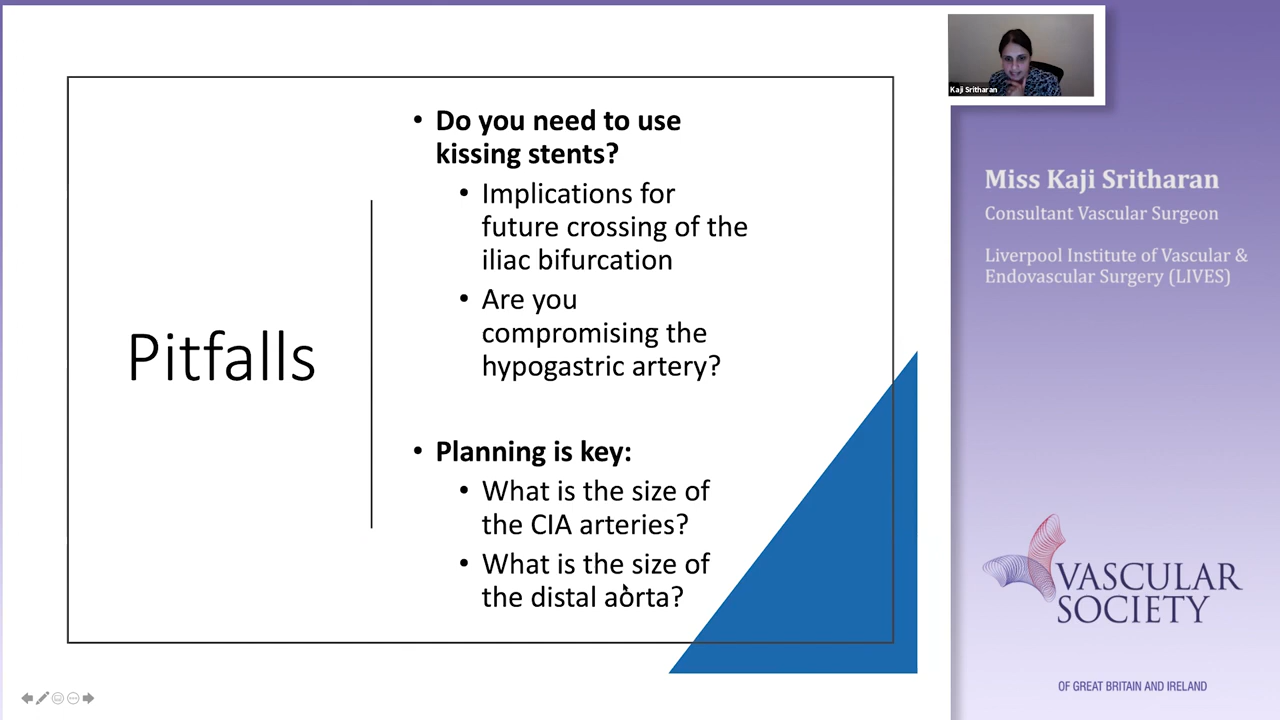 Pitfalls
• Do you need to use
kissing stents?
• Implications for
future crossing of the
iliac bifurcation
• Are you
compromising the
hypogastric artery?
• Planning is key:
• What is the size of
the CIA arteries?
• What is the size of
the distal aorta?
Kaji Sritharan
Miss Kaji Sritharan
Consultant Vascular Surgeon
Liverpool Institute of Vascular &
Endovascular Surgery (LIVES)
VASCULAR
SOCIETY
OF GREAT BRITAIN AND IRELAND